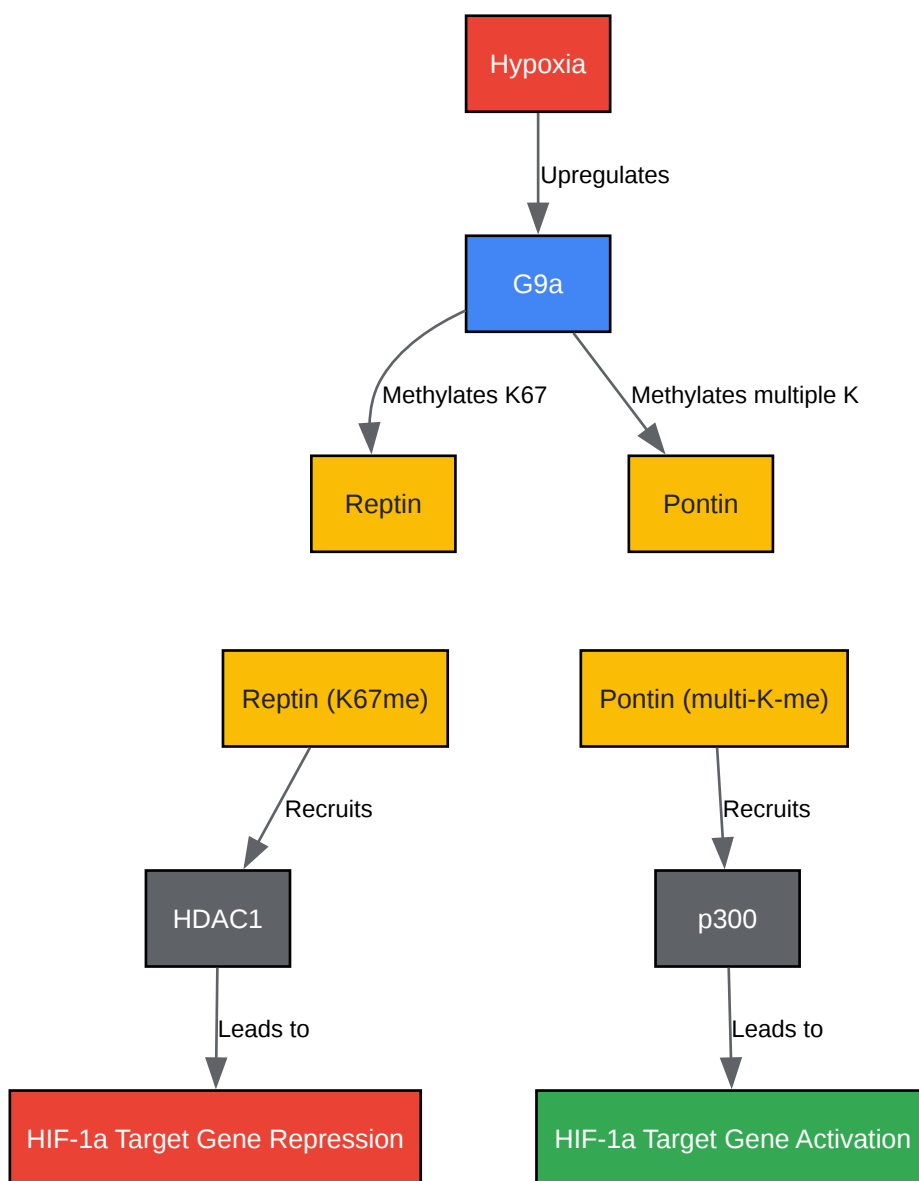 Hypoxia
Upregulates
G9a
Methylates K67
Methylates multiple K
Reptin
Pontin
Reptin (K67me)
Pontin (multi-K-me)
Recruits
Recruits
HDAC1
p300
Leads to
Leads to
HIF-1a Target Gene Repression
HIF-1a Target Gene Activation